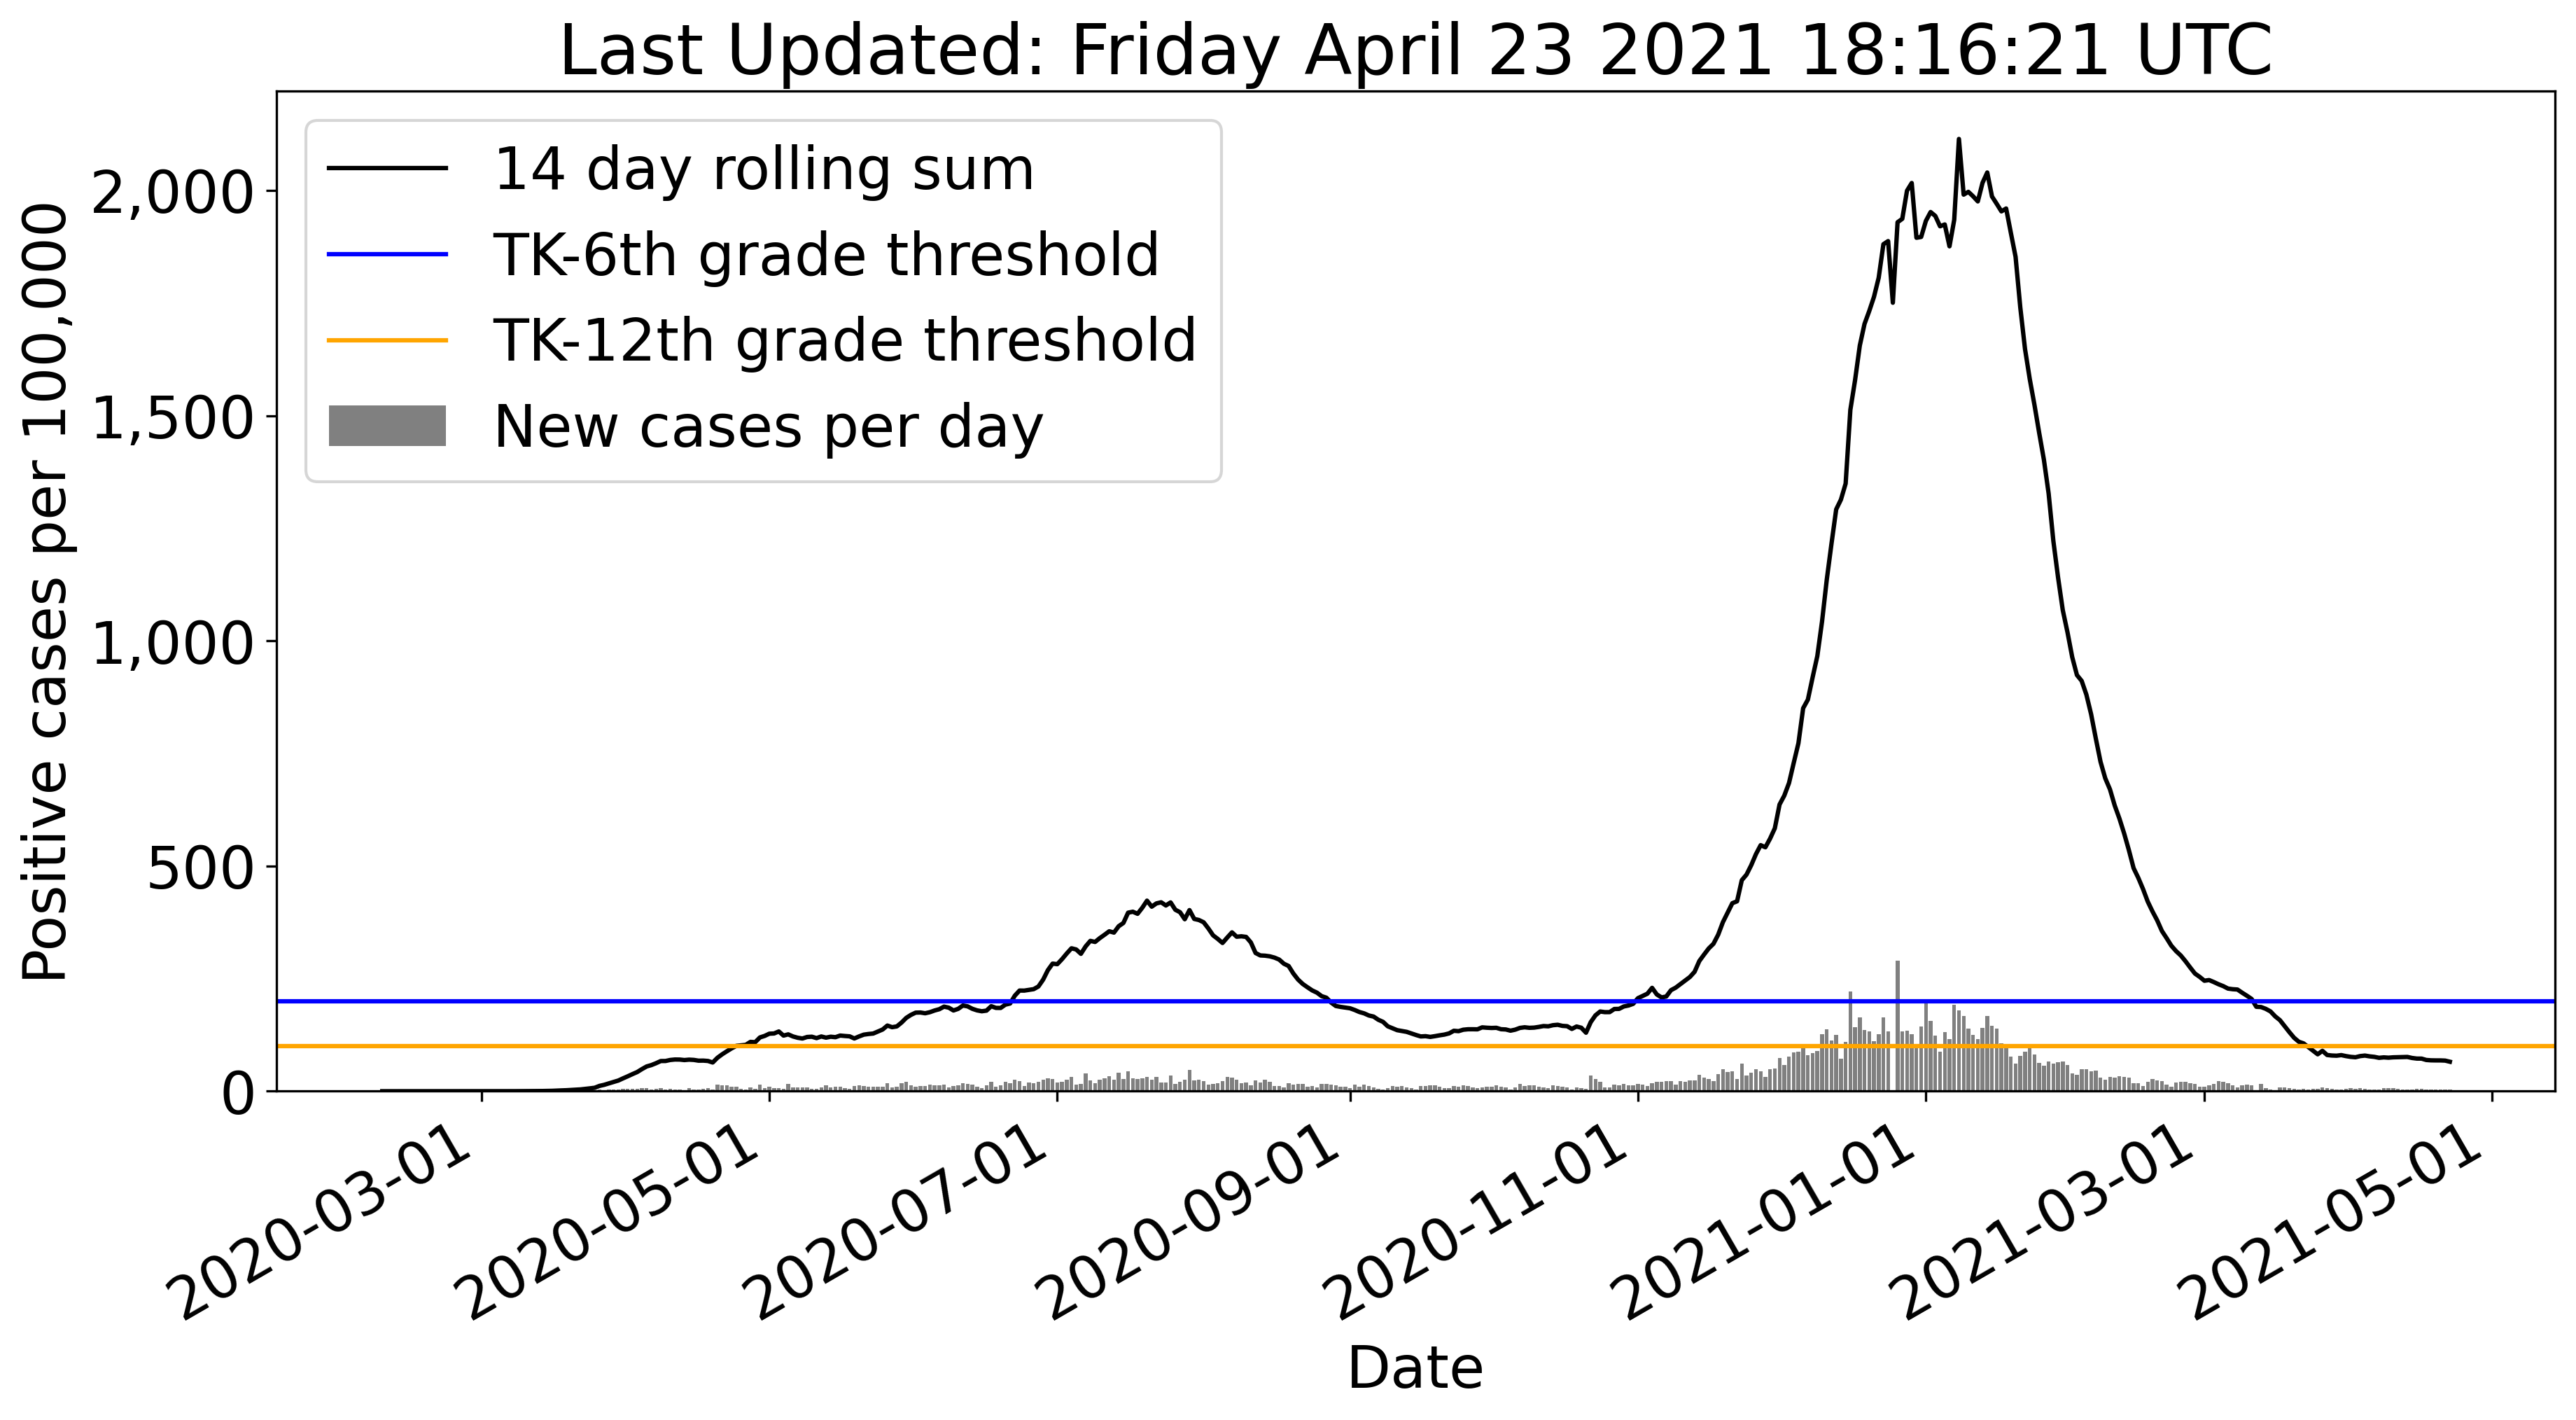 Last Updated: Friday April 23 2021 18:16:21 UTC
14 day rolling sum
TK-6th grade threshold
TK-12th grade threshold
New cases per day
Positive cases per 100,000
2,000
1,500
1,000
500
0
2020-03-01
2020-05-01
2020-07-01
2020-09-01
2020-11-01
2021-01-01
2021-03-01
2021-05-01
Date